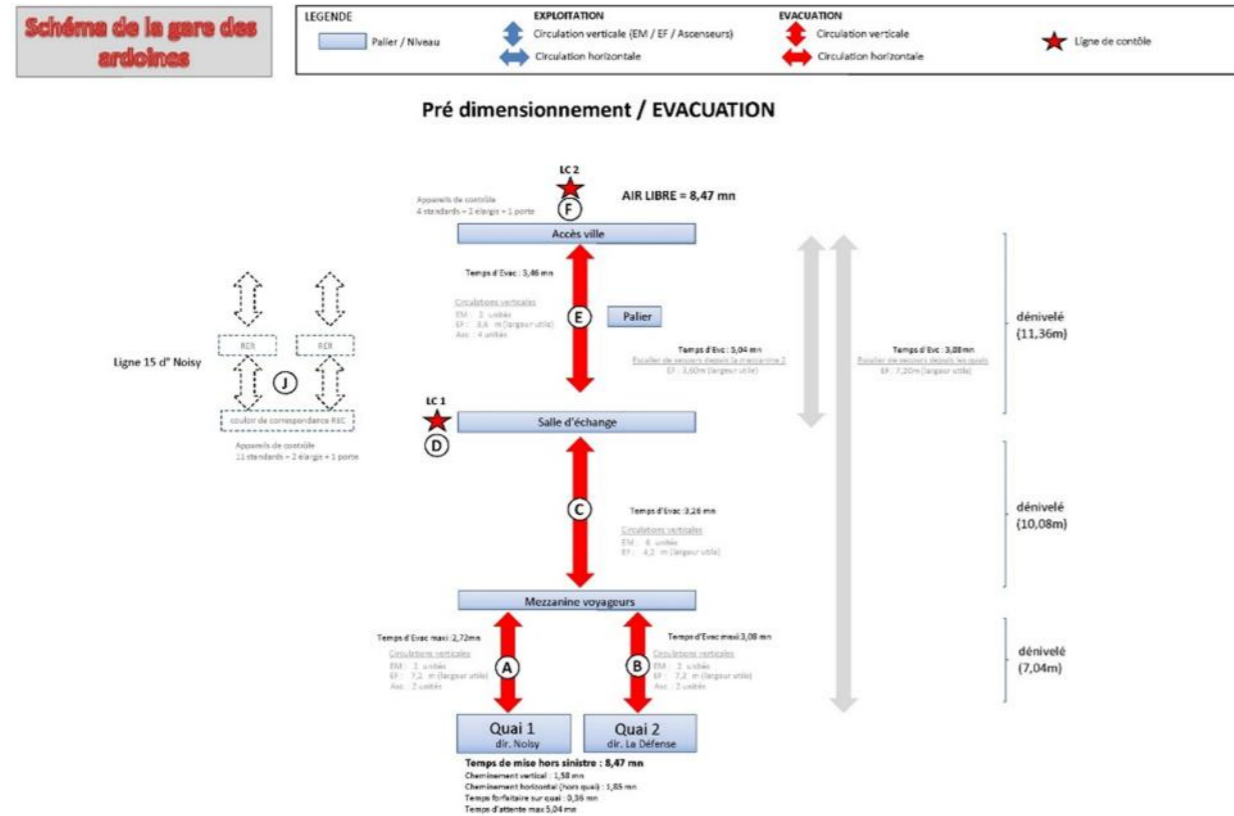 Schéma de la gare des
ardoines
LEGENDE
Palier / Niveau
EXPLOITATION
Circulation verticale (EM / EF / Ascenseurs)
Circulation horizontale
EVACUATION
Circulation verticale
Circulation horizontale
Ligne de contôle
Pré dimensionnement / EVACUATION
LC 2
F
AIR LIBRE = 8,47 mn
Appareils de contrôle
4 standards + 2 élargis + 1 porte
Accès ville
Temps d'Evac : 3,46 mn
Circulations verticales
EM : 2 unités
EF : 3,6 m (largeur utile)
Asc : 4 unités
E
Palier
dénivelé
(11,36m)
Temps d'Evc : 5,04 mn
Escalier de secours depuis la mezzanine 2
EF : 3,60m (largeur utile)
Temps d'Evc : 3,08mn
Escalier de secours depuis les quais
EF : 7,20m (largeur utile)
RER
RER
Ligne 15 d° Noisy
J
couloir de correspondance REC
Appareils de contrôle
11 standards + 2 élargis + 1 porte
LC 1
D
Salle d'échange
C
Temps d'Evac :3,26 mn
Circulations verticales
EM : 6 unités
EF : 4,2 m (largeur utile)
dénivelé
(10,08m)
Mezzanine voyageurs
Temps d'Evac maxi : 2,72mn
Circulations verticales
EM : 2 unités
EF : 7,2 m (largeur utile)
Asc : 2 unités
A
Temps d'Evac maxi:3,08 mn
Circulations verticales
EM : 2 unités
EF : 7,2 m (largeur utile)
Asc : 2 unités
B
dénivelé
(7,04m)
Quai 1
dir. Noisy
Quai 2
dir. La Défense
Temps de mise hors sinistre : 8,47 mn
Cheminement vertical : 1,58 mn
Cheminement horizontal (hors quai) : 1,85 mn
Temps forfaitaire sur quai : 0,36 mn
Temps d'attente max 5,04 mn